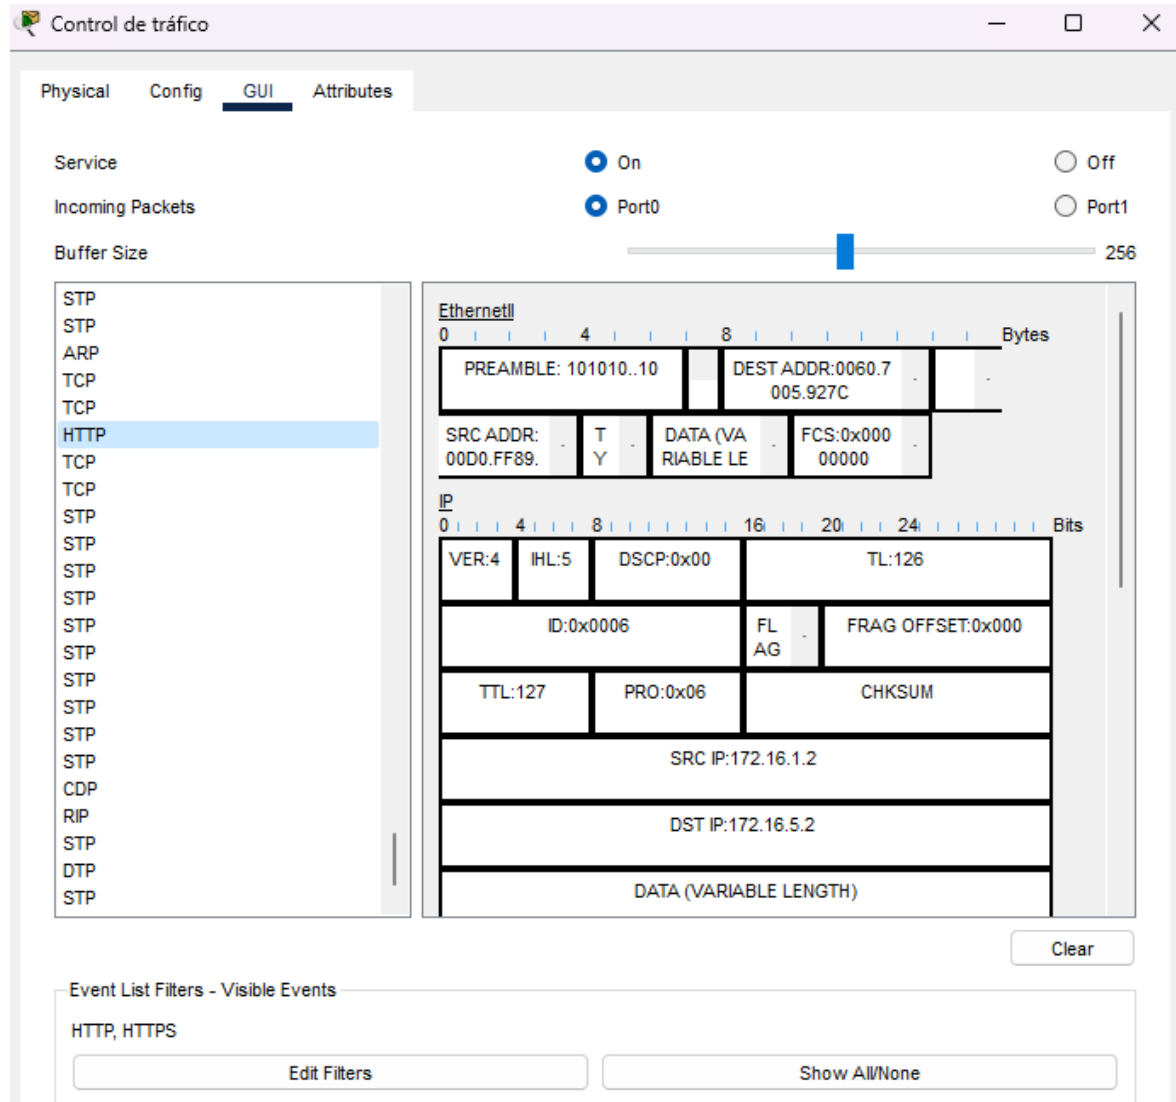 Control de tráfico
Physical Config GUI Attributes
Service On Off
Incoming Packets Port0 Port1
Buffer Size 256
STP
STP
ARP
TCP
TCP
HTTP
TCP
TCP
STP
STP
STP
STP
STP
STP
STP
STP
STP
STP
CDP
RIP
STP
DTP
STP
EthernetII
0 4 8 Bytes
PREAMBLE: 101010..10
DEST ADDR:0060.7
005.927C
SRC ADDR:
00D0.FF89.
T
Y
DATA (VA
RIABLE LE
FCS:0x000
00000
IP
0 4 8 16 20 24 Bits
VER:4 IHL:5 DSCP:0x00 TL:126
ID:0x0006
FL
AG
FRAG OFFSET:0x000
TTL:127 PRO:0x06 CHKSUM
SRC IP:172.16.1.2
DST IP:172.16.5.2
DATA (VARIABLE LENGTH)
Clear
Event List Filters - Visible Events
HTTP, HTTPS
Edit Filters Show All/None